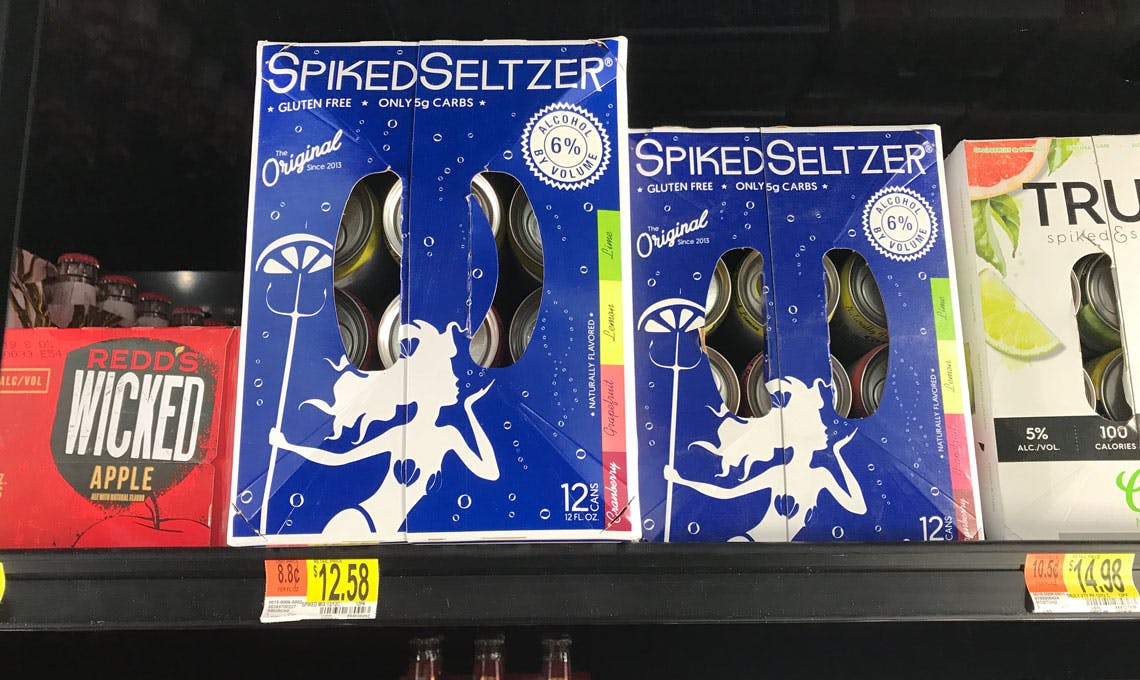 REDD'S
WICKED
APPLE
ALC/VOL
SPIKEDSELTZER®
★ GLUTEN FREE ★ ONLY 5g CARBS ★
The
Original
Since 2013
ALCOHOL
6%
BY VOLUME
Lime
Lemon
Grapefruit
Cranberry
• NATURALLY FLAVORED •
12 CANS
12 FL. OZ.
SPIKEDSELTZER®
★ GLUTEN FREE ★ ONLY 5g CARBS ★
The
Original
Since 2013
ALCOHOL
6%
BY VOLUME
Lime
Lemon
• NATURALLY FLAVORED •
12 CANS
TRU
spiked & s
5%
ALC./VOL.
100
CALORIES
8.8¢
$12.58
10.5¢
$14.98